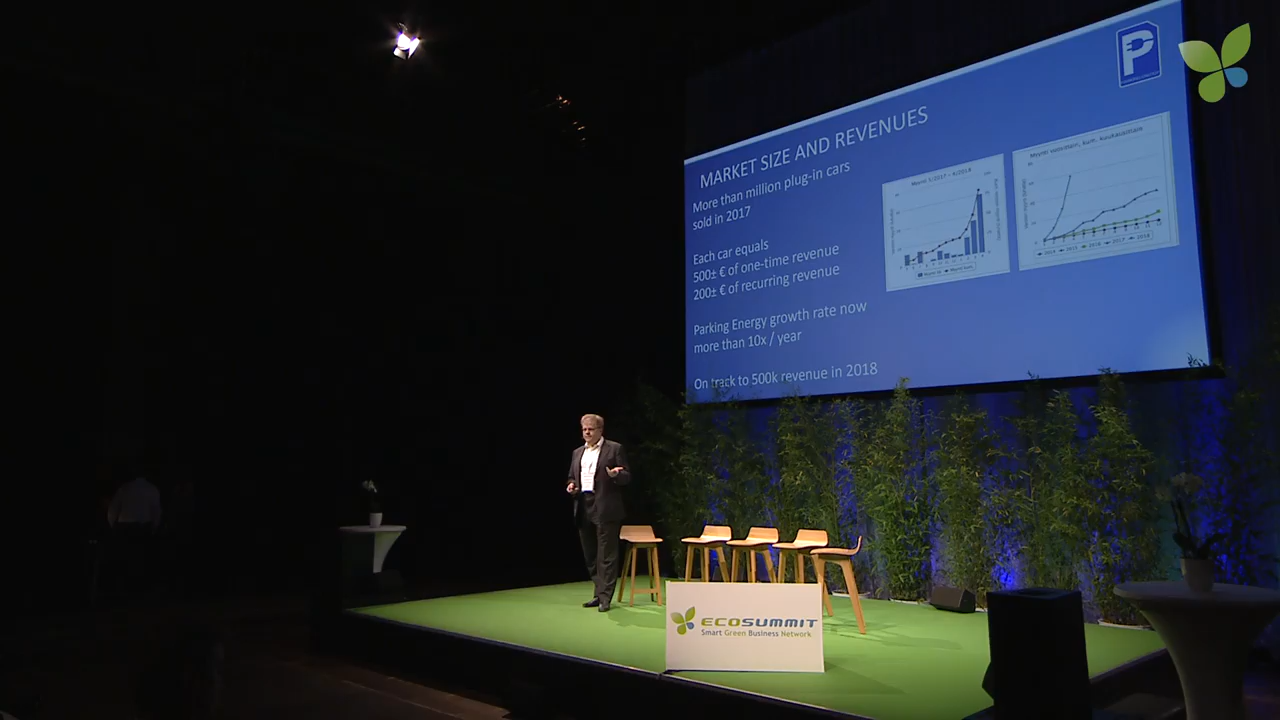 P
MARKET SIZE AND REVENUES
More than million plug-in cars
sold in 2017
Each car equals
500± € of one-time revenue
200± € of recurring revenue
Parking Energy growth rate now
more than 10x / year
On track to 500k revenue in 2018
ECOSUMMIT
Smart Green Business Network